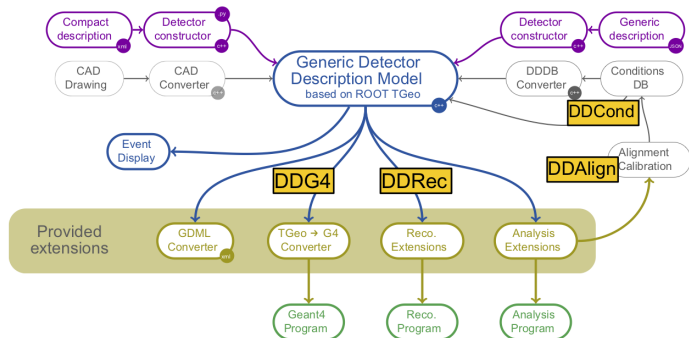 Compact
description
xml
Detector
constructor
.py
c++
Generic Detector
Description Model
based on ROOT TGeo
c++
Detector
constructor
c++
Generic
description
JSON
CAD
Drawing
CAD
Converter
c++
DDDB
Converter
c++
Conditions
DB
DDCond
Event
Display
DDG4
DDRec
DDAlign
Alignment
Calibration
Provided
extensions
GDML
Converter
xml
TGeo → G4
Converter
Reco.
Extensions
Analysis
Extensions
Geant4
Program
Reco.
Program
Analysis
Program